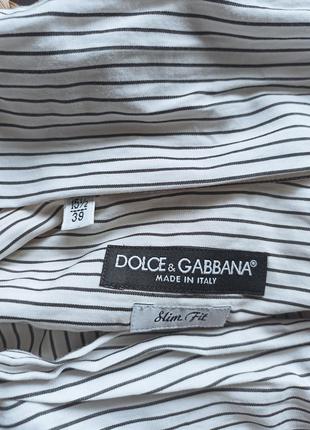 15½
39
DOLCE & GABBANA®
MADE IN ITALY
Slim Fit